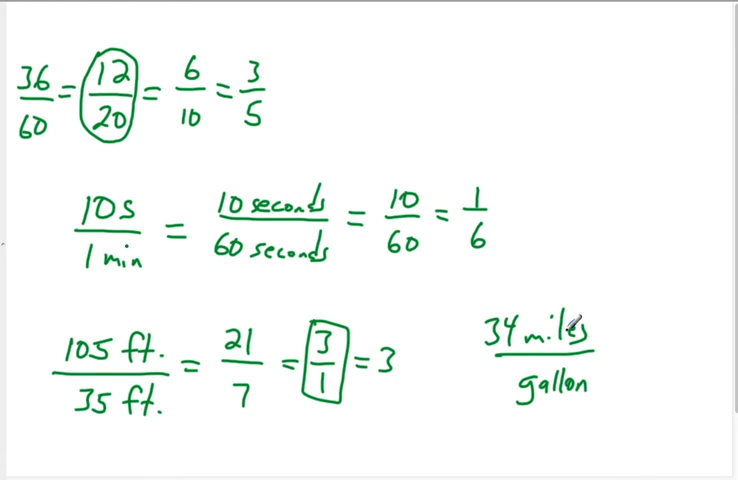 36/60 = 12/20 = 6/10 = 3/5
10s/1 min = 10 seconds/60 seconds = 10/60 = 1/6
105 ft./35 ft. = 21/7 = 3/1 = 3
34 miles/gallon